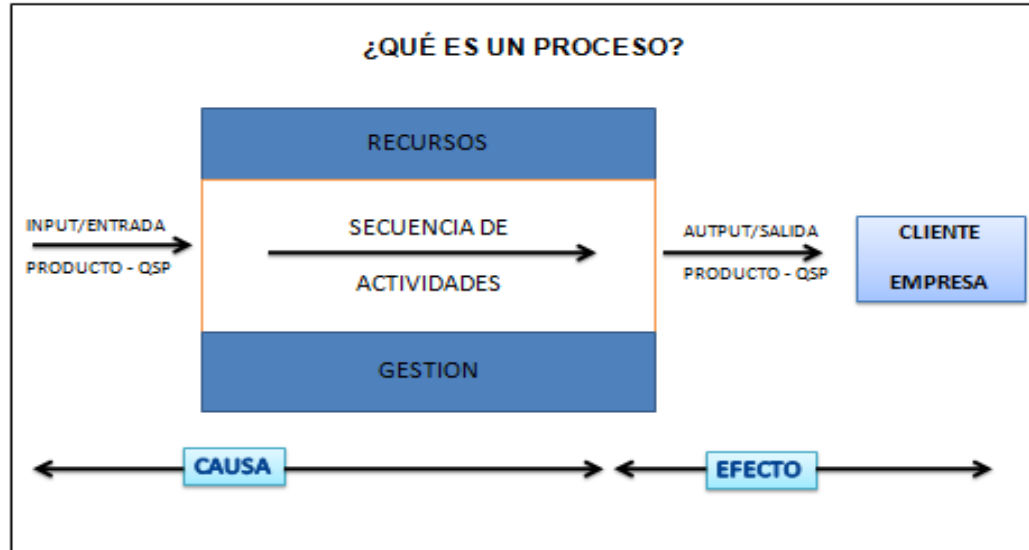 ¿QUÉ ES UN PROCESO?
RECURSOS
INPUT/ENTRADA
PRODUCTO - QSP
SECUENCIA DE
ACTIVIDADES
AUTPUT/SALIDA
PRODUCTO - QSP
CLIENTE
EMPRESA
GESTION
CAUSA
EFECTO